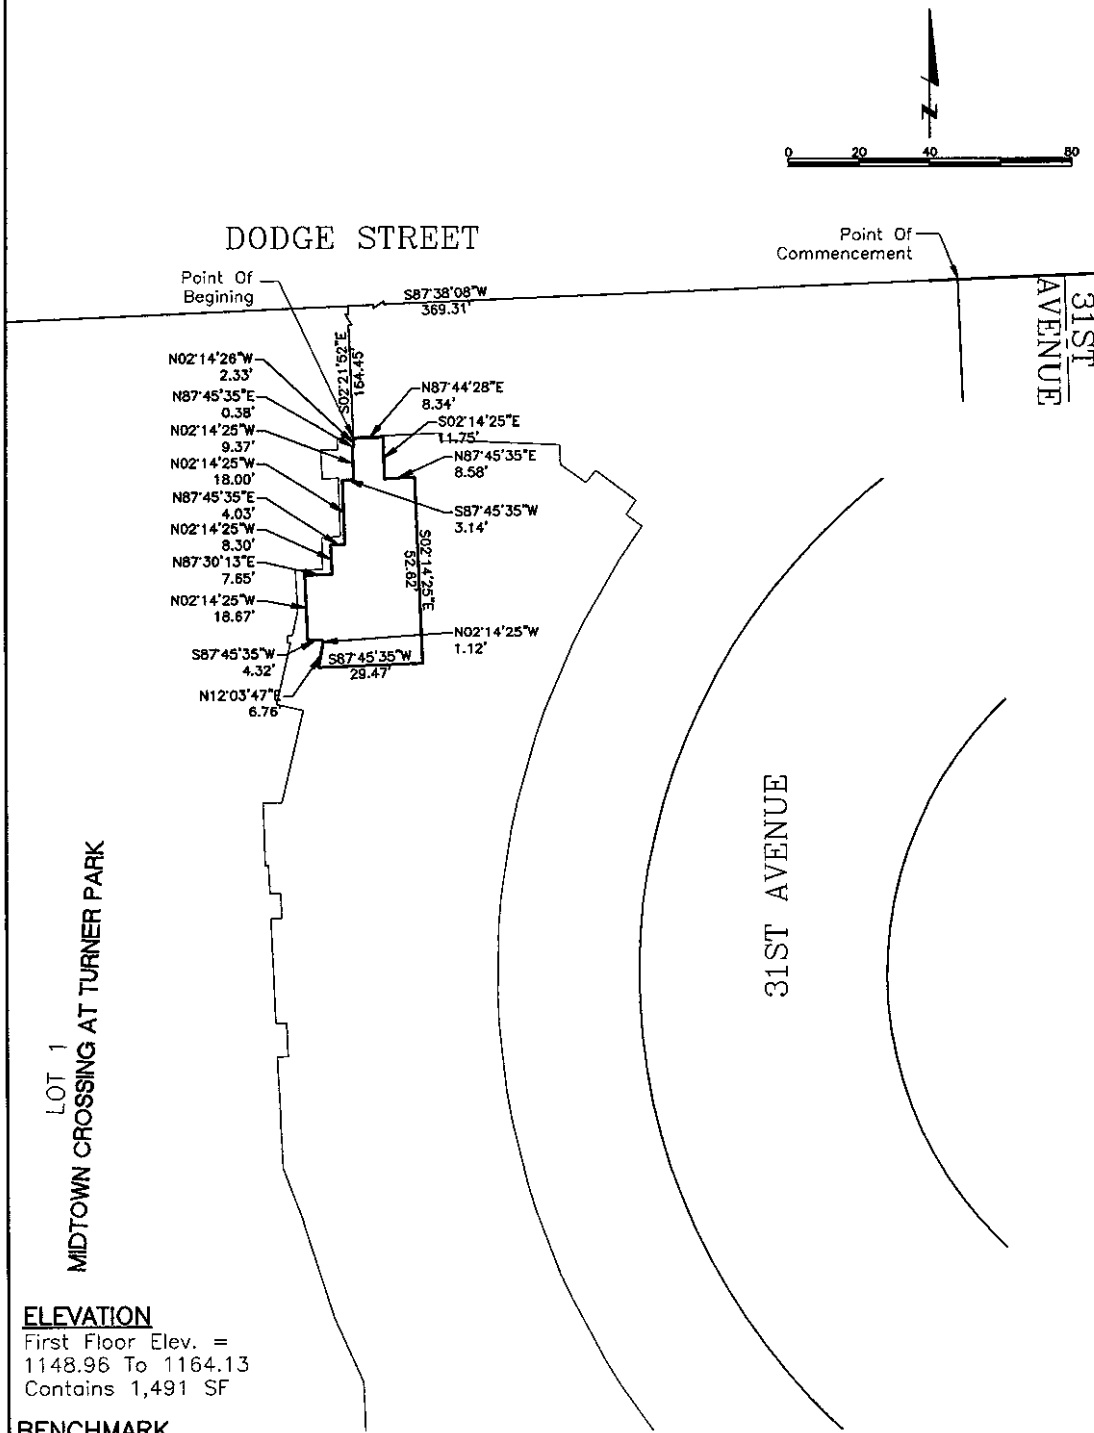 Z
0 20 40 80
DODGE STREET
Point Of
Commencement
Point Of
Begining
S87°38'08"W
369.31'
31ST
AVENUE
S02°21'52"E
164.45'
N02°14'26"W
2.33'
N87°45'35"E
0.38'
N02°14'25"W
9.37'
N02°14'25"W
18.00'
N87°45'35"E
4.03'
N02°14'25"W
8.30'
N87°30'13"E
7.65'
N02°14'25"W
18.67'
S87°45'35"W
4.32'
N12°03'47"E
6.76'
N87°44'28"E
8.34'
S02°14'25"E
11.75'
N87°45'35"E
8.58'
S87°45'35"W
3.14'
S02°14'25"E
52.62'
N02°14'25"W
1.12'
S87°45'35"W
29.47'
31ST AVENUE
LOT 1
MIDTOWN CROSSING AT TURNER PARK
ELEVATION
First Floor Elev. =
1148.96 To 1164.13
Contains 1,491 SF
BENCHMARK